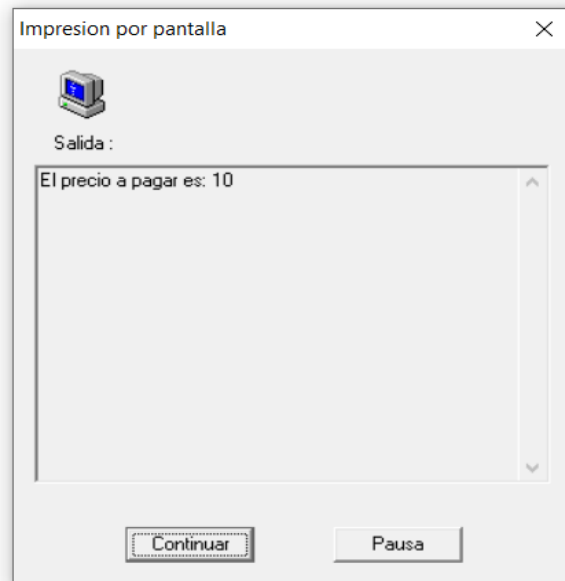 Impresion por pantalla
Salida :
El precio a pagar es: 10
Continuar
Pausa